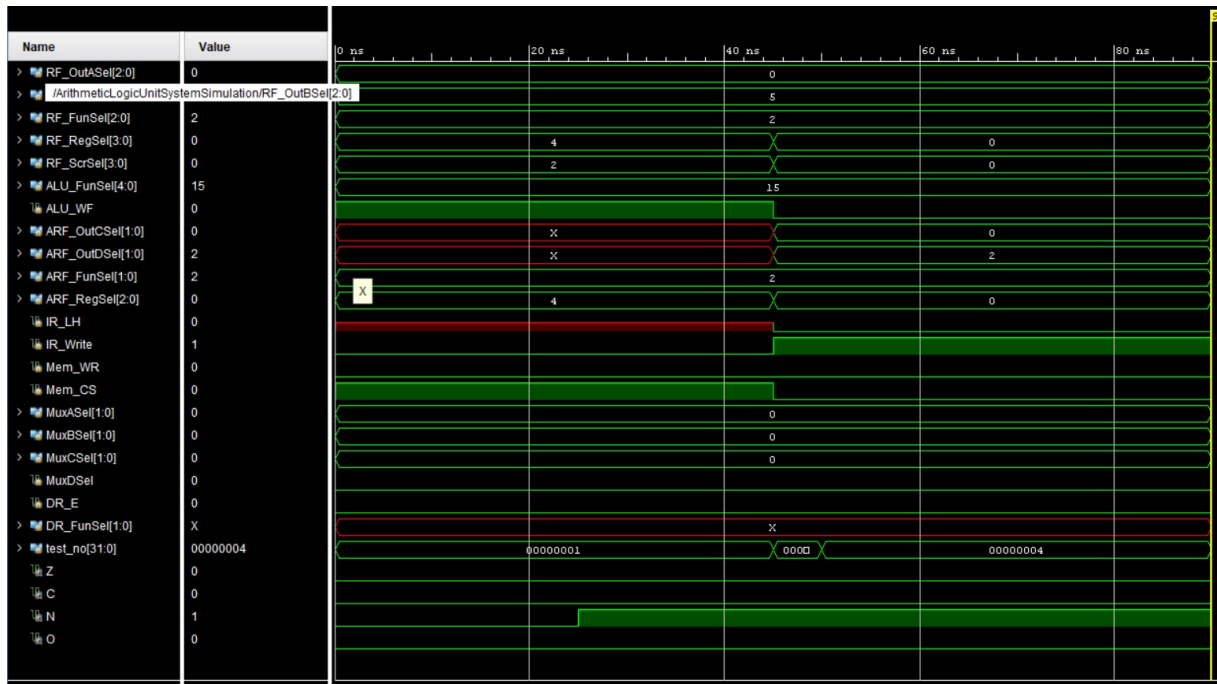 Name Value 0 ns 20 ns 40 ns 60 ns 80 ns
RF_OutASel[2:0] 0 0
/ArithmeticLogicUnitSystemSimulation/RF_OutBSel[2:0] 5
RF_FunSel[2:0] 2 2
RF_RegSel[3:0] 0 4 0
RF_ScrSel[3:0] 0 2 0
ALU_FunSel[4:0] 15 15
ALU_WF 0
ARF_OutCSel[1:0] 0 X 0
ARF_OutDSel[1:0] 2 X 2
ARF_FunSel[1:0] 2 2
X
ARF_RegSel[2:0] 0 4 0
IR_LH 0
IR_Write 1
Mem_WR 0
Mem_CS 0
MuxASel[1:0] 0 0
MuxBSel[1:0] 0 0
MuxCSel[1:0] 0 0
MuxDSel 0
DR_E 0
DR_FunSel[1:0] X X
test_no[31:0] 00000004 00000001 000 00000004
Z 0
C 0
N 1
O 0